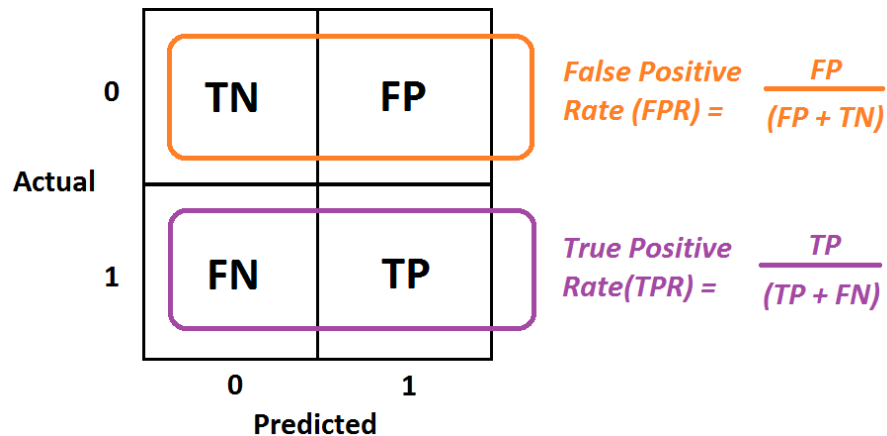 0
TN
FP
False Positive
Rate (FPR) =
FP
(FP + TN)
Actual
1
FN
TP
True Positive
Rate(TPR) =
TP
(TP + FN)
0
1
Predicted